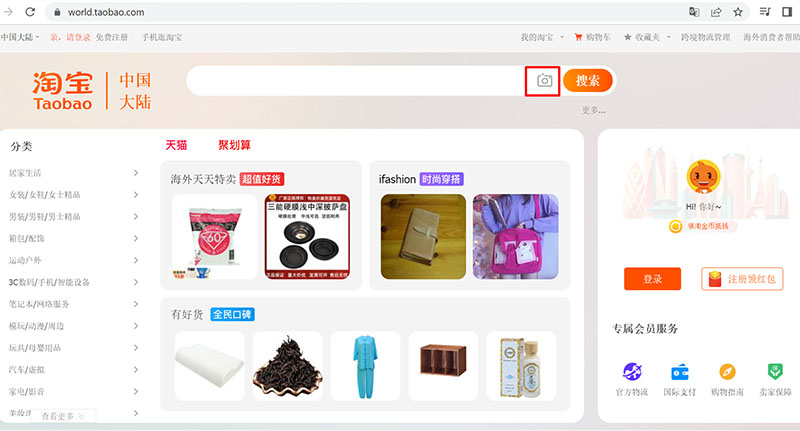 world.taobao.com
中国大陆 亲，请登录 免费注册 手机逛淘宝 我的淘宝 购物车 收藏夹 跨境物流管理 海外消费者帮助
淘宝
Taobao
中国
大陆
搜索
更多...
分类
天猫 聚划算
居家生活
女装/女鞋/女士精品
男装/男鞋/男士精品
箱包/配饰
运动户外
3C数码/手机/智能设备
笔记本/网络服务
模玩/动漫/周边
玩具/母婴用品
汽车/虚拟
家电/影音
查看更多
海外天天特卖 超值好货
60
三能硬膜浅中深披萨盘
ifashion 时尚穿搭
有好货 全民口碑
Hi! 你好~
领淘金币抵钱
登录
注册领红包
专属会员服务
官方物流 国际支付 购物指南 卖家保障